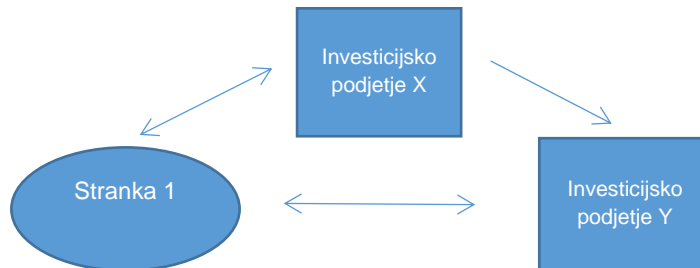 Investicijsko
podjetje X
Stranka 1
Investicijsko
podjetje Y